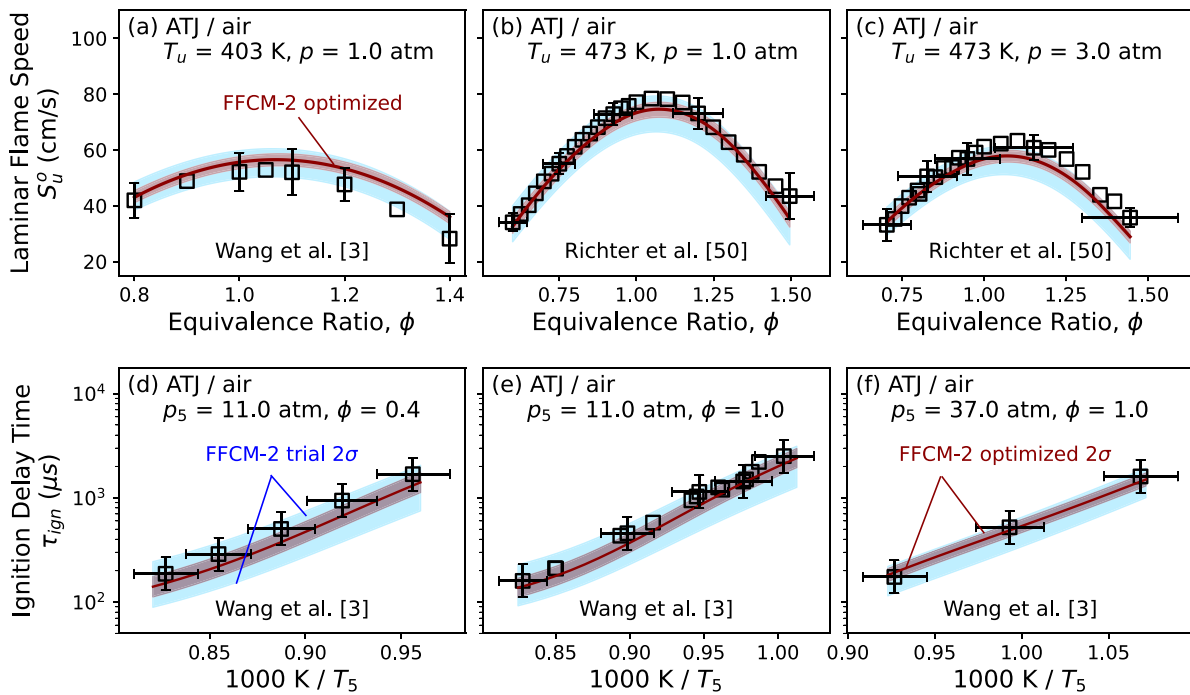 (a) ATJ / air
T_u = 403 K, p = 1.0 atm
FFCM-2 optimized
Wang et al. [3]
(b) ATJ / air
T_u = 473 K, p = 1.0 atm
Richter et al. [50]
(c) ATJ / air
T_u = 473 K, p = 3.0 atm
Richter et al. [50]
Laminar Flame Speed
S_u^o (cm/s)
100
80
60
40
20
0.8 1.0 1.2 1.4
0.75 1.00 1.25 1.50
0.75 1.00 1.25 1.50
Equivalence Ratio, ϕ
Equivalence Ratio, ϕ
Equivalence Ratio, ϕ
(d) ATJ / air
p_5 = 11.0 atm, ϕ = 0.4
FFCM-2 trial 2σ
Wang et al. [3]
(e) ATJ / air
p_5 = 11.0 atm, ϕ = 1.0
Wang et al. [3]
(f) ATJ / air
p_5 = 37.0 atm, ϕ = 1.0
FFCM-2 optimized 2σ
Wang et al. [3]
Ignition Delay Time
τ_ign (μs)
10^4
10^3
10^2
0.85 0.90 0.95
0.85 0.90 0.95 1.00
0.90 0.95 1.00 1.05
1000 K / T_5
1000 K / T_5
1000 K / T_5